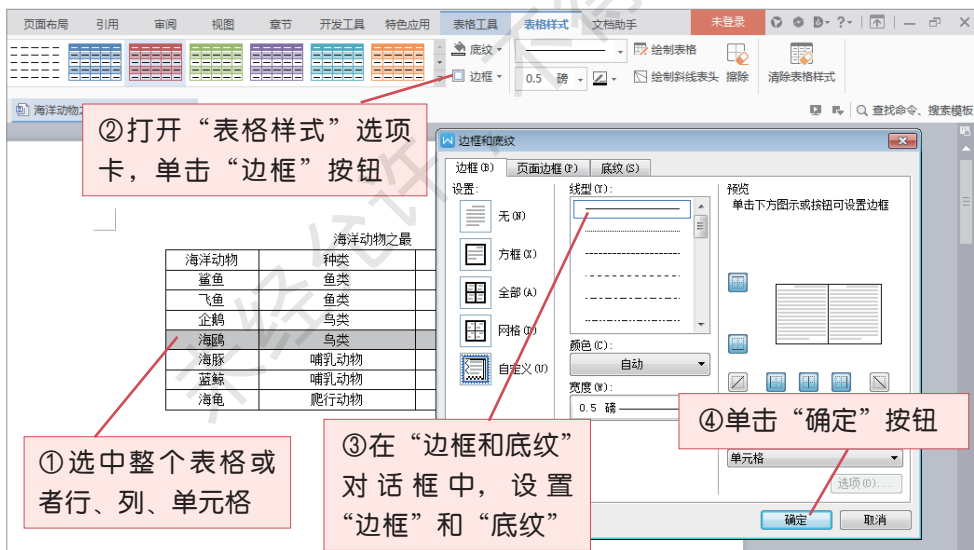 页面布局 引用 审阅 视图 章节 开发工具 特色应用 表格工具 表格样式 文档助手 未登录
底纹 绘制表格
边框 0.5 磅 绘制斜线表头 擦除 清除表格样式
海洋动物 查找命令、搜索模板
②打开“表格样式”选项
卡，单击“边框”按钮
边框和底纹
边框(B) 页面边框(P) 底纹(S)
设置: 线型(Y): 预览
单击下方图示或按钮可设置边框
无(N)
方框(X)
全部(A)
网格
自定义(U)
颜色(C):
自动
宽度(W):
0.5 磅
海洋动物之最
海洋动物 种类
鲨鱼 鱼类
飞鱼 鱼类
企鹅 鸟类
海鸥 鸟类
海豚 哺乳动物
蓝鲸 哺乳动物
海龟 爬行动物
①选中整个表格或
者行、列、单元格
③在“边框和底纹”
对话框中，设置
“边框”和“底纹”
④单击“确定”按钮
单元格
选项(O)...
确定 取消
未经允许 不得